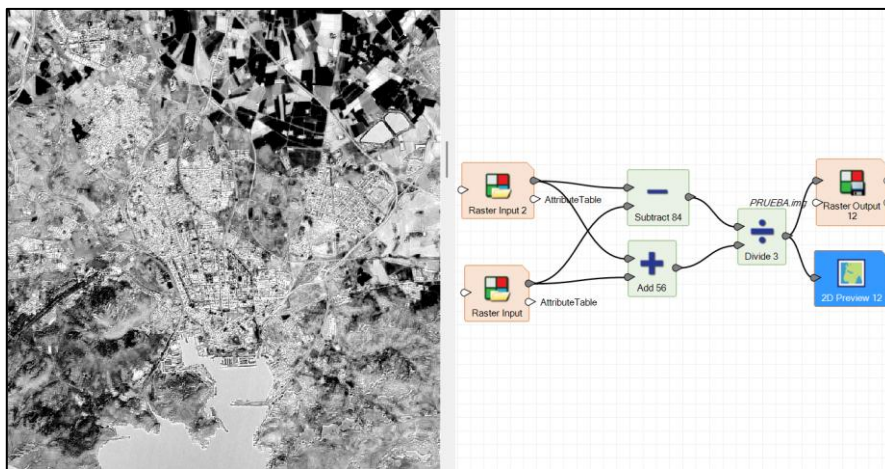 Raster Input 2
AttributeTable
Subtract 84
PRUEBA.img
Raster Output
12
Divide 3
Add 56
Raster Input
AttributeTable
2D Preview 12